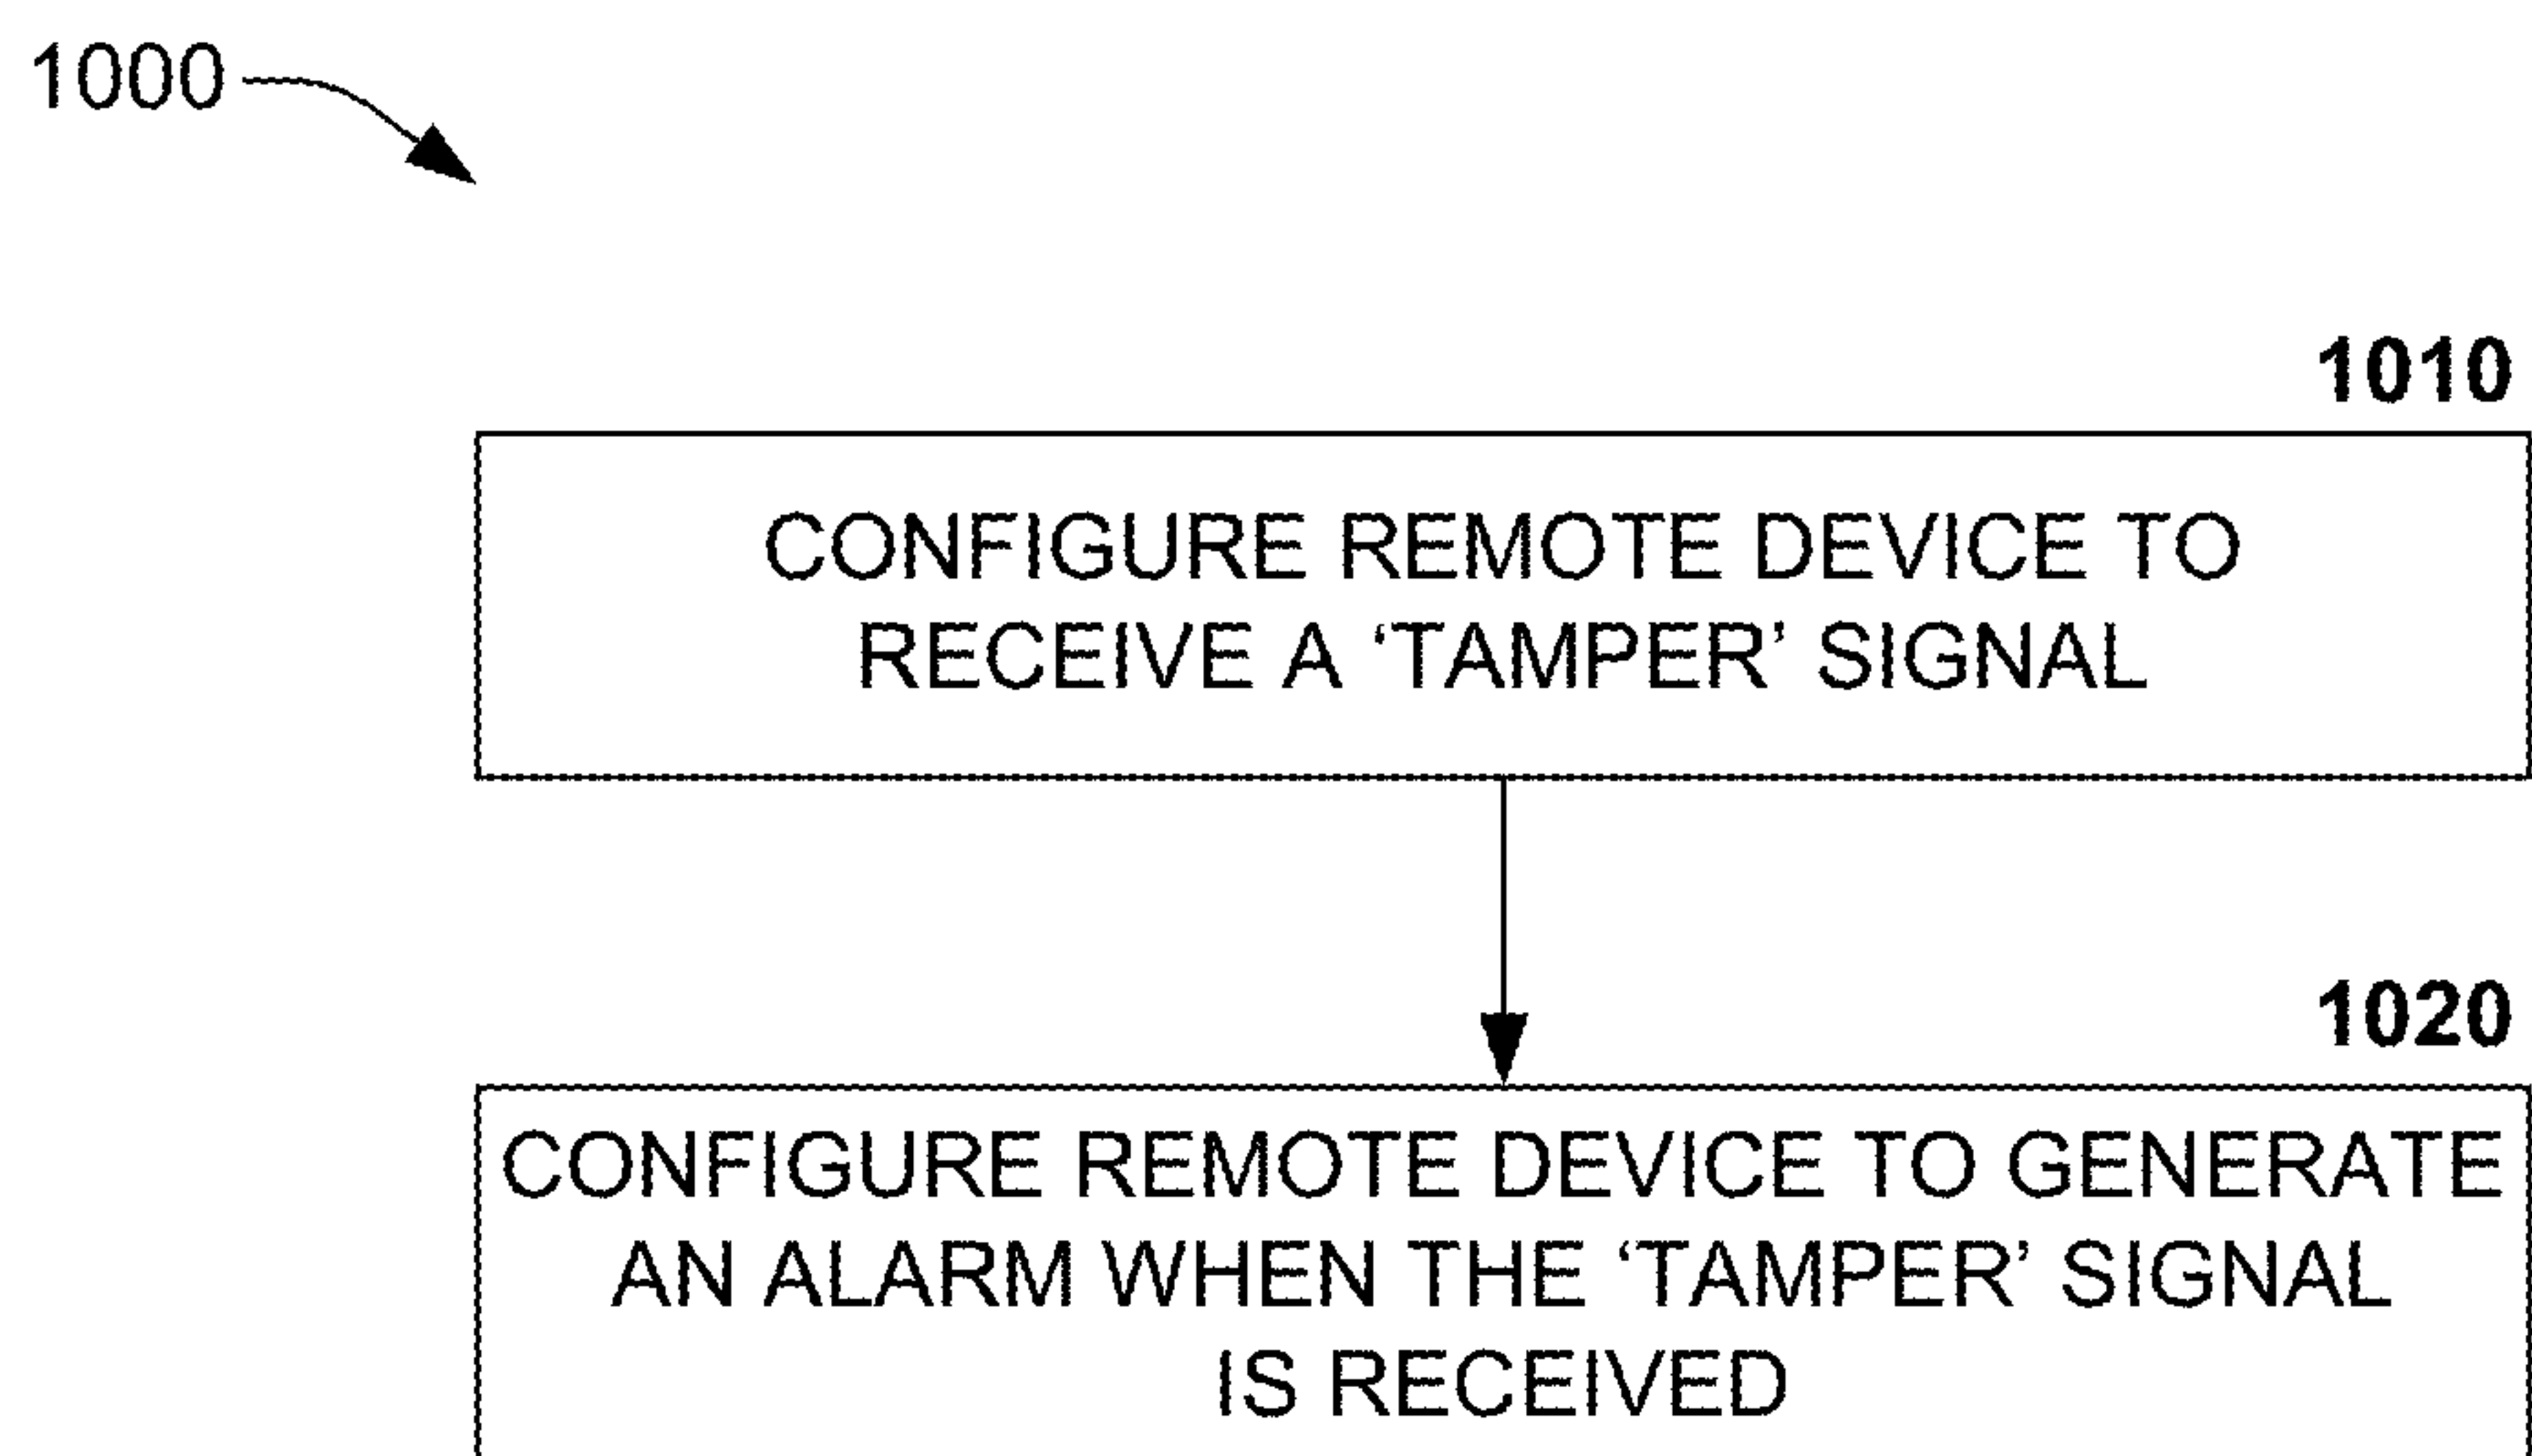 1000
1010
CONFIGURE REMOTE DEVICE TO
RECEIVE A ‘TAMPER’ SIGNAL
1020
CONFIGURE REMOTE DEVICE TO GENERATE
AN ALARM WHEN THE ‘TAMPER’ SIGNAL
IS RECEIVED